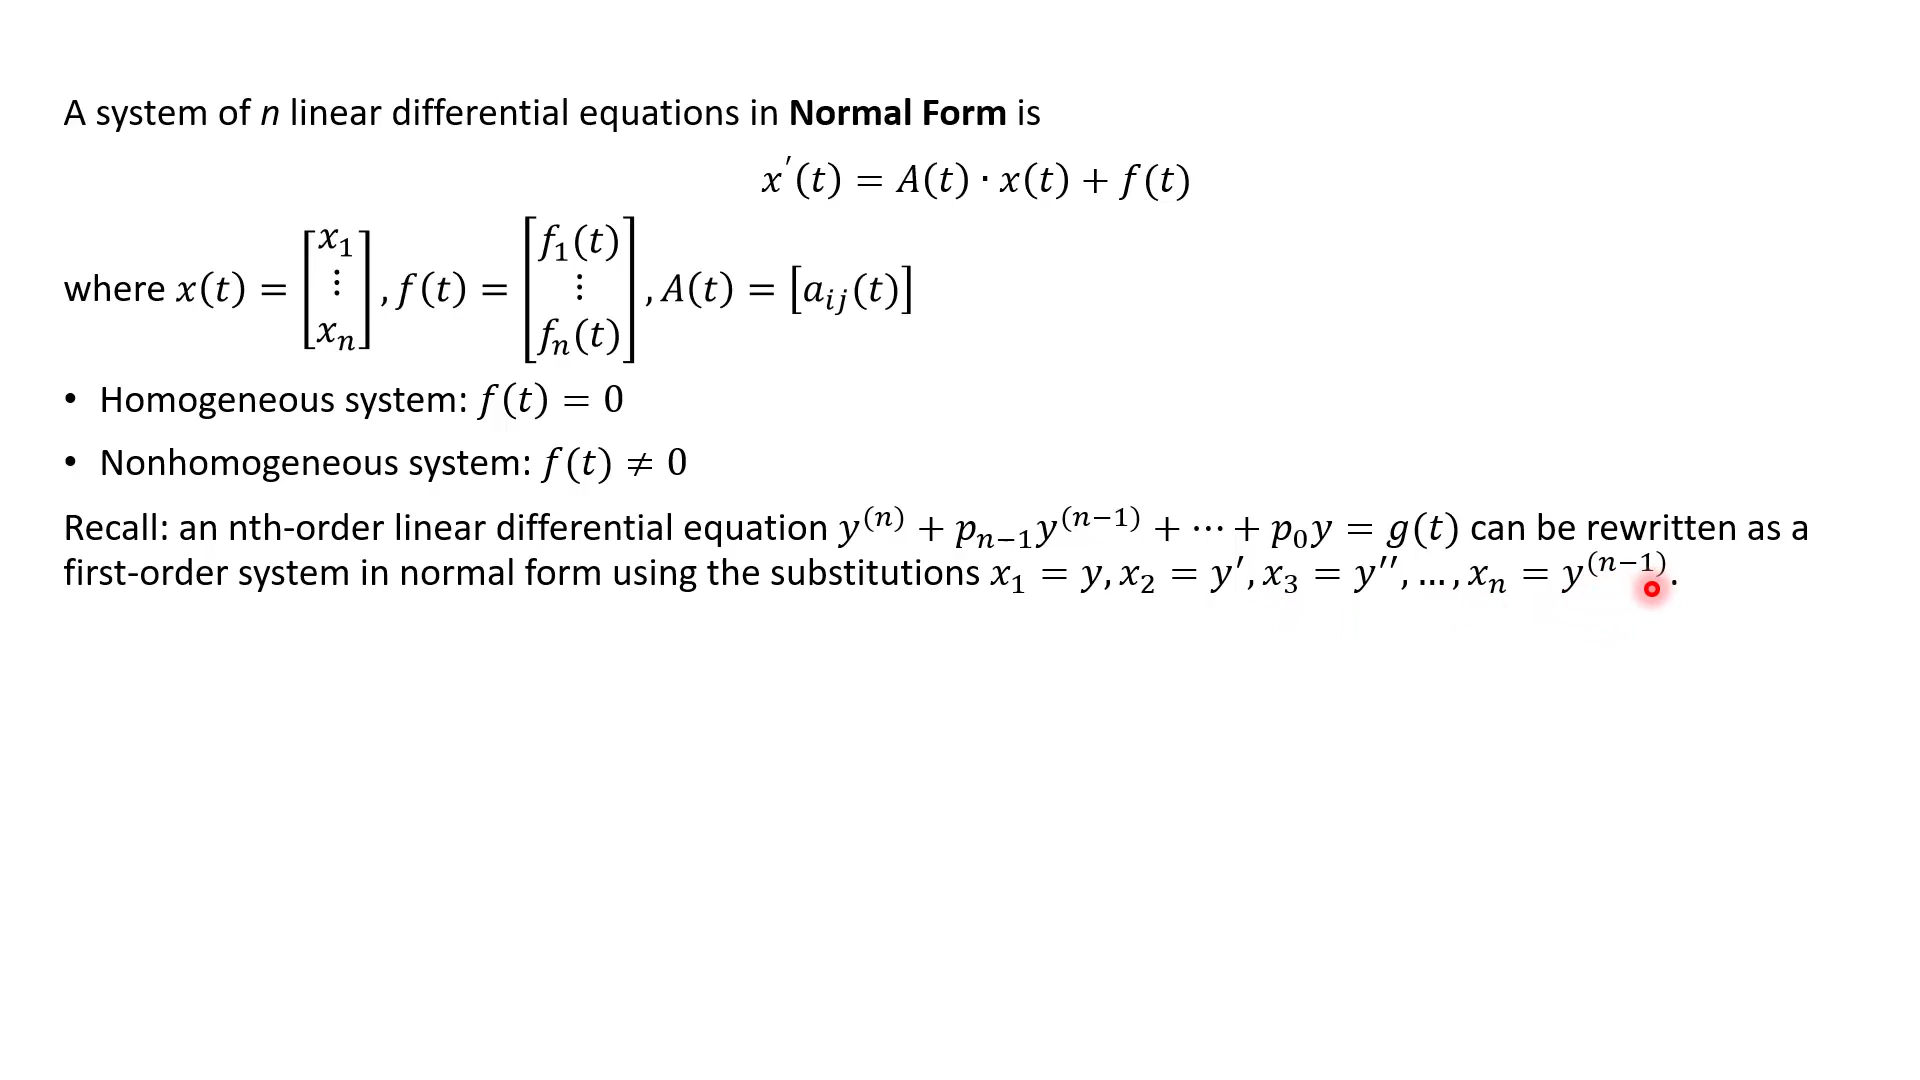 A system of n linear differential equations in Normal Form is
x′(t) = A(t) · x(t) + f(t)
where x(t) = [x₁ ⋮ xₙ], f(t) = [f₁(t) ⋮ fₙ(t)], A(t) = [aᵢⱼ(t)]
• Homogeneous system: f(t) = 0
• Nonhomogeneous system: f(t) ≠ 0
Recall: an nth-order linear differential equation y⁽ⁿ⁾ + pₙ₋₁y⁽ⁿ⁻¹⁾ + ⋯ + p₀y = g(t) can be rewritten as a
first-order system in normal form using the substitutions x₁ = y, x₂ = y′, x₃ = y′′, …, xₙ = y⁽ⁿ⁻¹⁾.